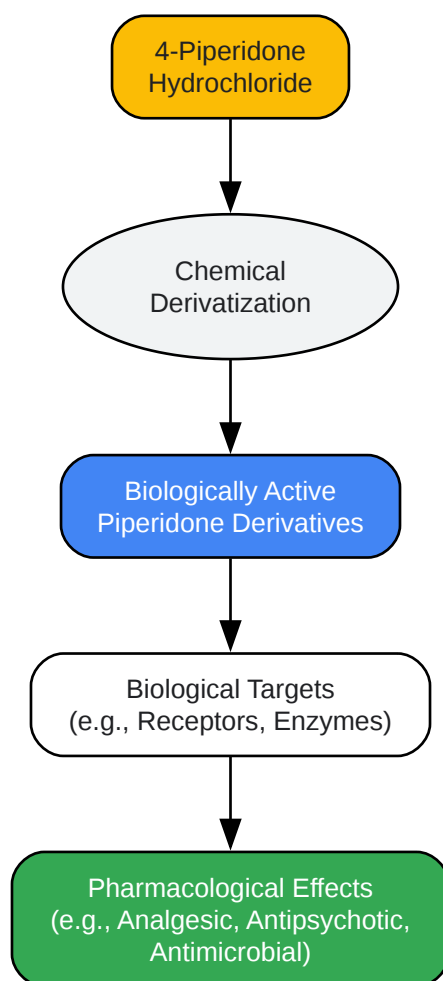 4-Piperidone
Hydrochloride
Chemical
Derivatization
Biologically Active
Piperidone Derivatives
Biological Targets
(e.g., Receptors, Enzymes)
Pharmacological Effects
(e.g., Analgesic, Antipsychotic,
Antimicrobial)